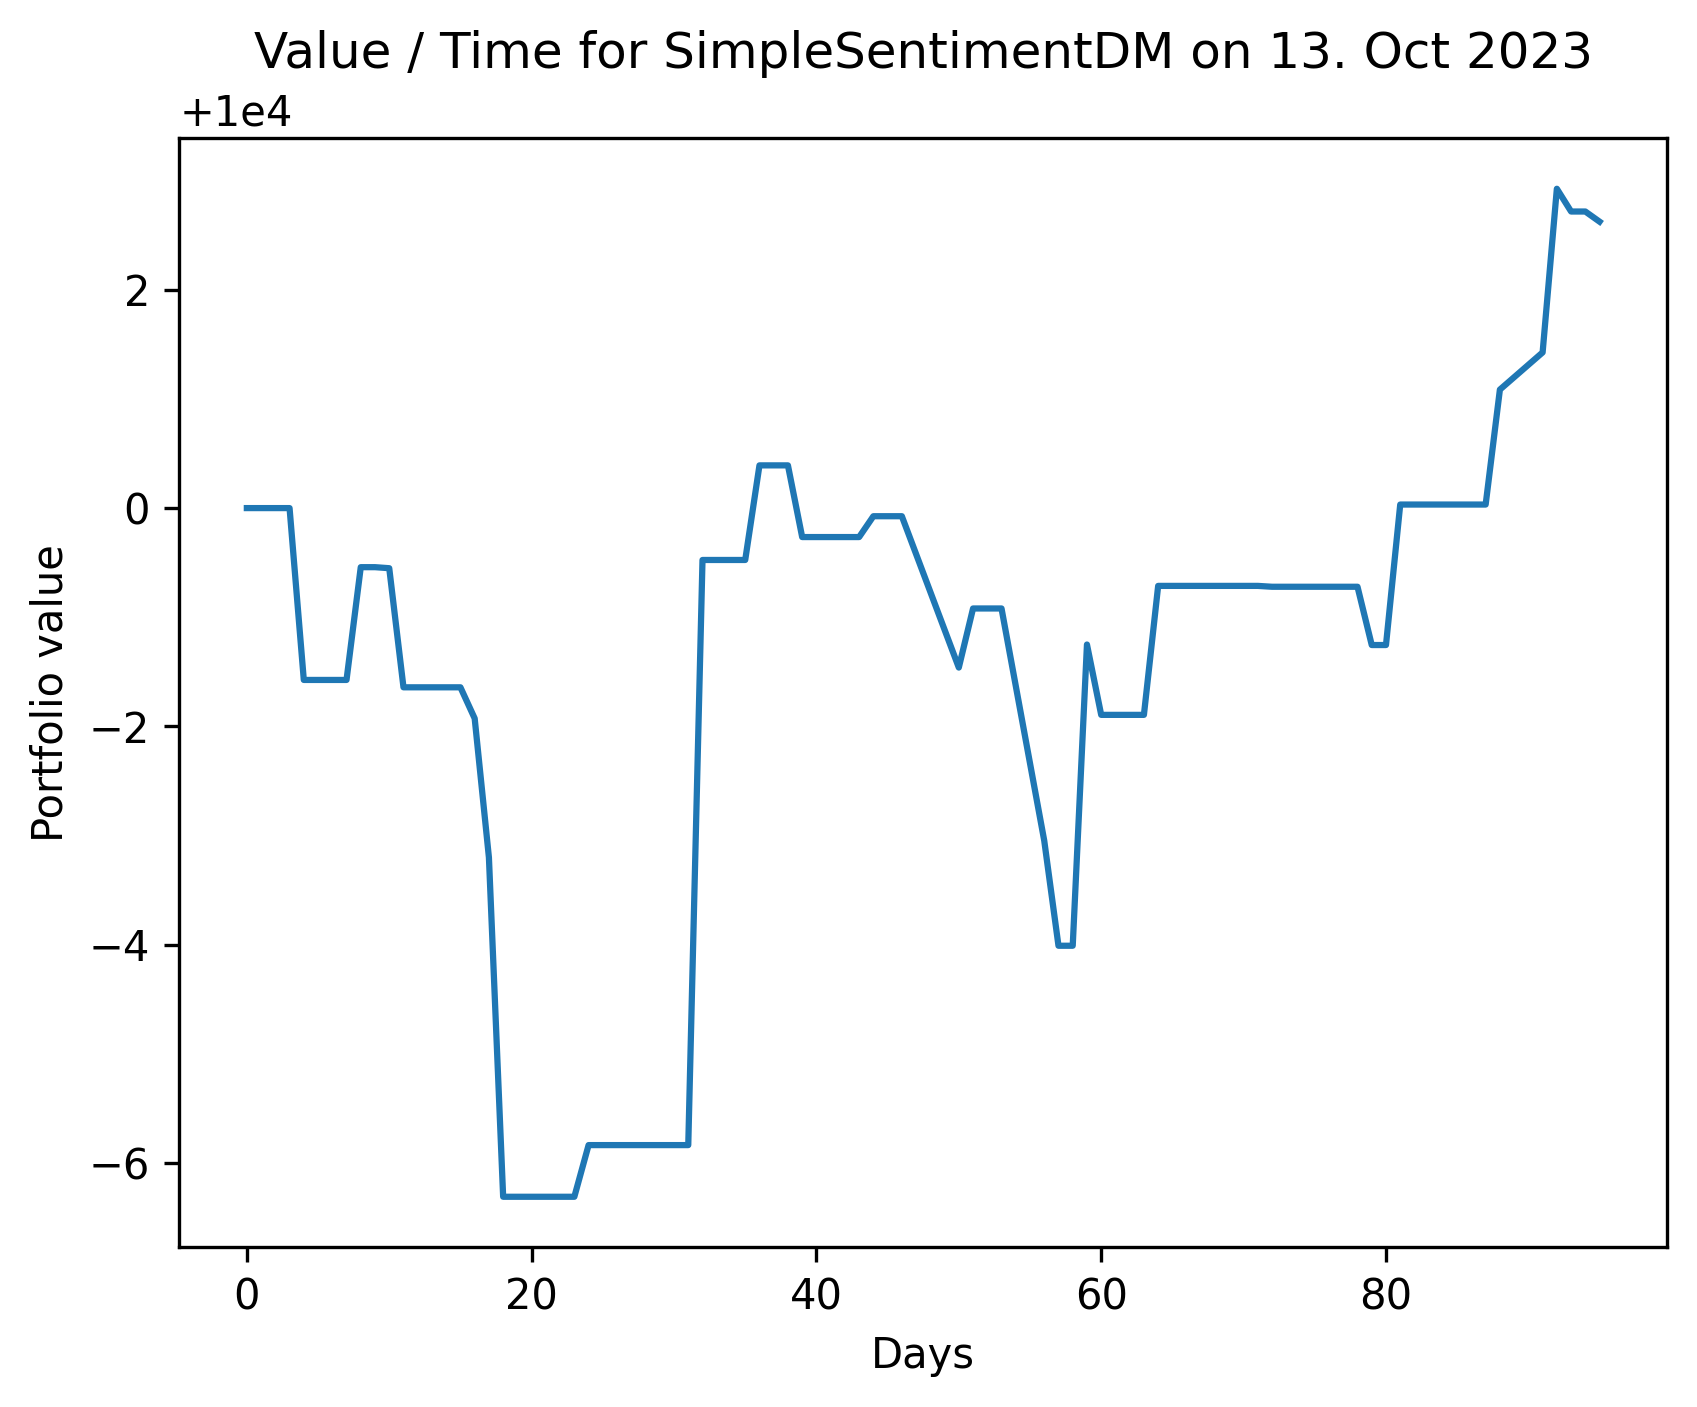 Value / Time for SimpleSentimentDM on 13. Oct 2023
+1e4
2
0
−2
−4
−6
Portfolio value
0 20 40 60 80
Days